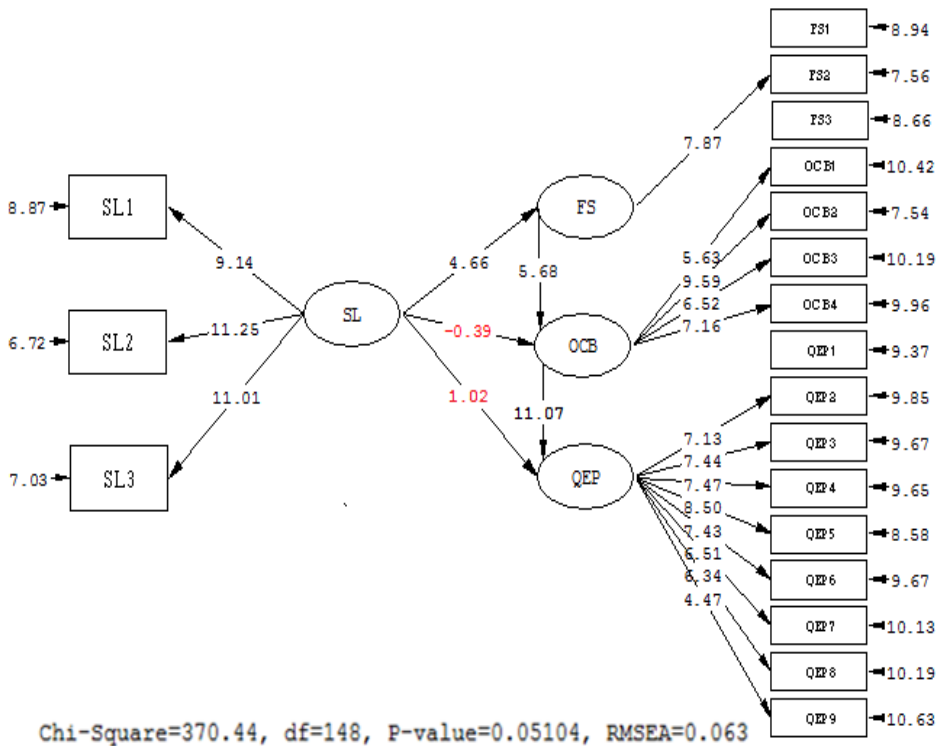 FS1
8.94
FS2
7.56
FS3
8.66
7.87
OCB1
10.42
8.87
SL1
FS
OCB2
7.54
5.63
9.14
4.66
5.68
9.59
OCB3
10.19
6.52
OCB4
9.96
SL
11.25
-0.39
7.16
6.72
SL2
OCB
QEP1
9.37
11.01
1.02
11.07
QEP2
9.85
7.13
QEP3
9.67
7.44
7.03
SL3
QEP
7.47
QEP4
9.65
8.50
QEP5
8.58
7.43
6.51
QEP6
9.67
6.34
4.47
QEP7
10.13
QEP8
10.19
QEP9
10.63
Chi-Square=370.44, df=148, P-value=0.05104, RMSEA=0.063